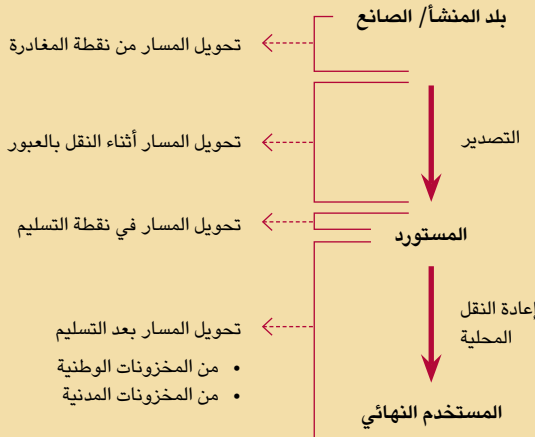 بلد المنشأ/ الصانع
تحويل المسار من نقطة المغادرة
التصدير
تحويل المسار أثناء النقل بالعبور
تحويل المسار في نقطة التسليم
المستورد
إعادة النقل
المحلية
تحويل المسار بعد التسليم
• من المخزونات الوطنية
• من المخزونات المدنية
المستخدم النهائي